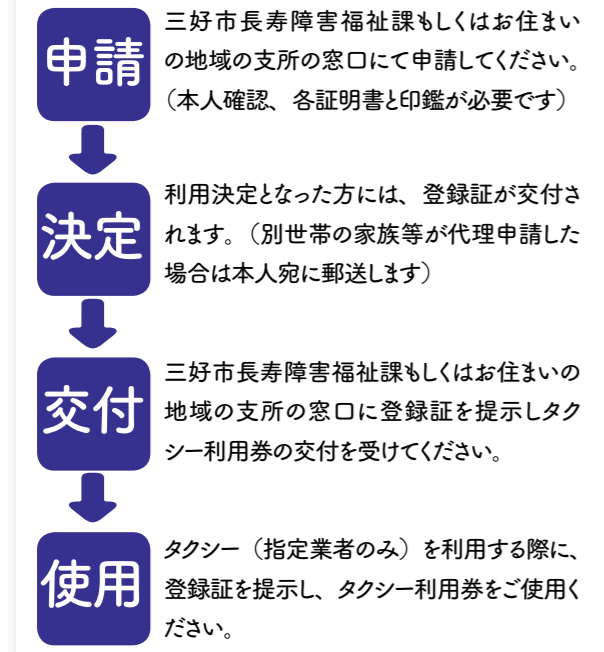 申請
三好市長寿障害福祉課もしくはお住まい
の地域の支所の窓口にて申請してください。
（本人確認、各証明書と印鑑が必要です）
決定
利用決定となった方には、登録証が交付さ
れます。（別世帯の家族等が代理申請した
場合は本人宛に郵送します）
交付
三好市長寿障害福祉課もしくはお住まいの
地域の支所の窓口に登録証を提示しタク
シー利用券の交付を受けてください。
使用
タクシー（指定業者のみ）を利用する際に、
登録証を提示し、タクシー利用券をご使用く
ださい。